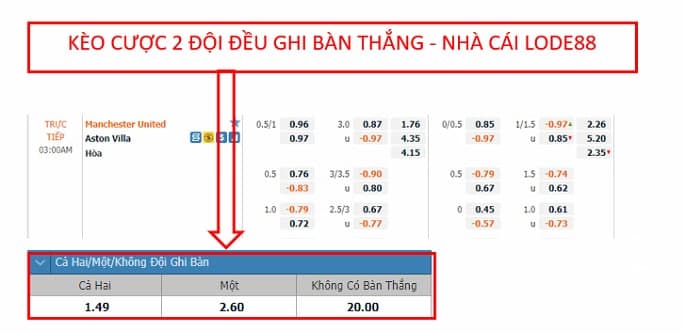 KÈO CƯỢC 2 ĐỘI ĐỀU GHI BÀN THẮNG - NHÀ CÁI LODE88
TRỰC Manchester United 0.5/1 0.96 3.0 0.87 1.76 0/0.5 0.85 1/1.5 -0.97 2.26
TIẾP Aston Villa 0.97 u -0.97 4.35 -0.97 u 0.85 5.20
03:00AM Hòa 4.15 2.35
0.5 0.76 3/3.5 -0.90 0.5 -0.79 1.5 -0.74
-0.83 u 0.80 0.67 u 0.62
1.0 -0.79 2.5/3 0.67 0 0.45 1.0 0.61
0.72 u -0.77 -0.57 u -0.73
Cả Hai/Một/Không Đội Ghi Bàn
Cả Hai Một Không Có Bàn Thắng
1.49 2.60 20.00